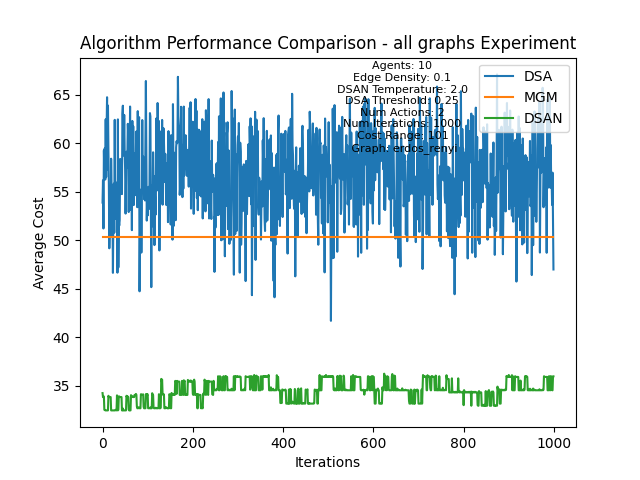 Algorithm Performance Comparison - all graphs Experiment
Agents: 10
Edge Density: 0.1
DSAN Temperature: 2.0
DSA Threshold: 0.25
Num Actions: 2
Num Iterations: 1000
Cost Range: 101
Graph: erdos_renyi
DSA
MGM
DSAN
65
60
55
50
45
40
35
Average Cost
0 200 400 600 800 1000
Iterations